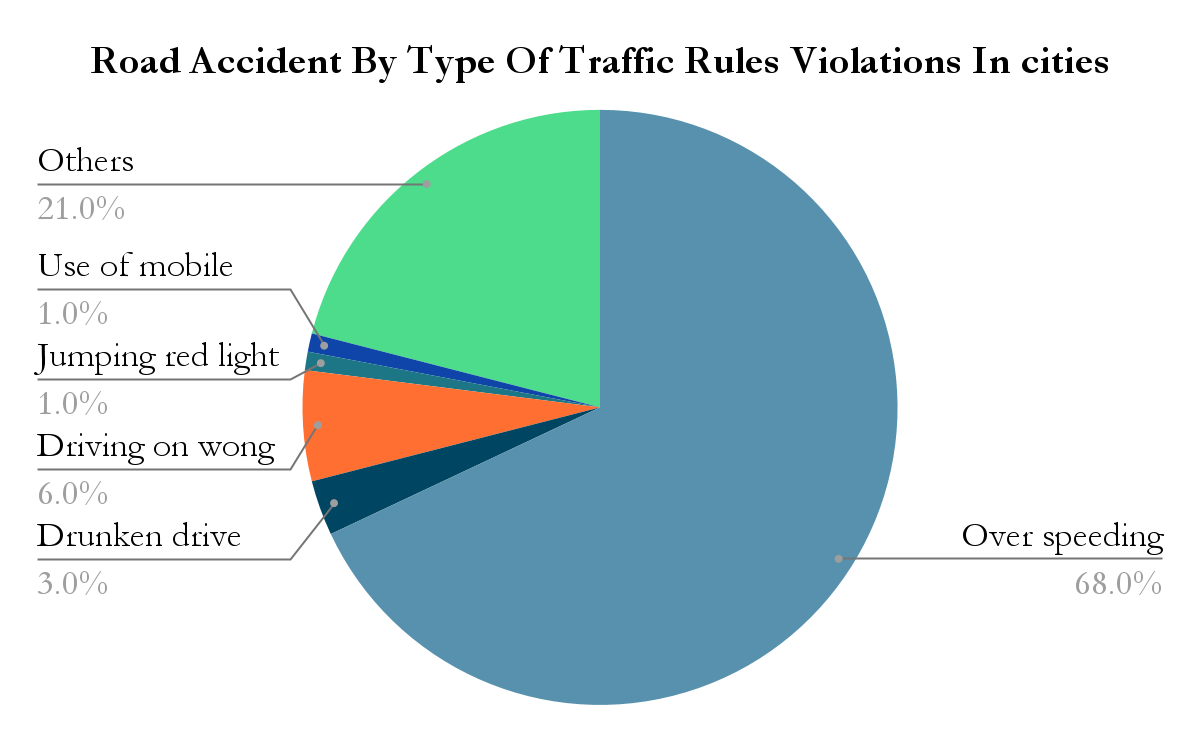 Road Accident By Type Of Traffic Rules Violations In cities
Others
21.0%
Use of mobile
1.0%
Jumping red light
1.0%
Driving on wong
6.0%
Drunken drive
3.0%
Over speeding
68.0%